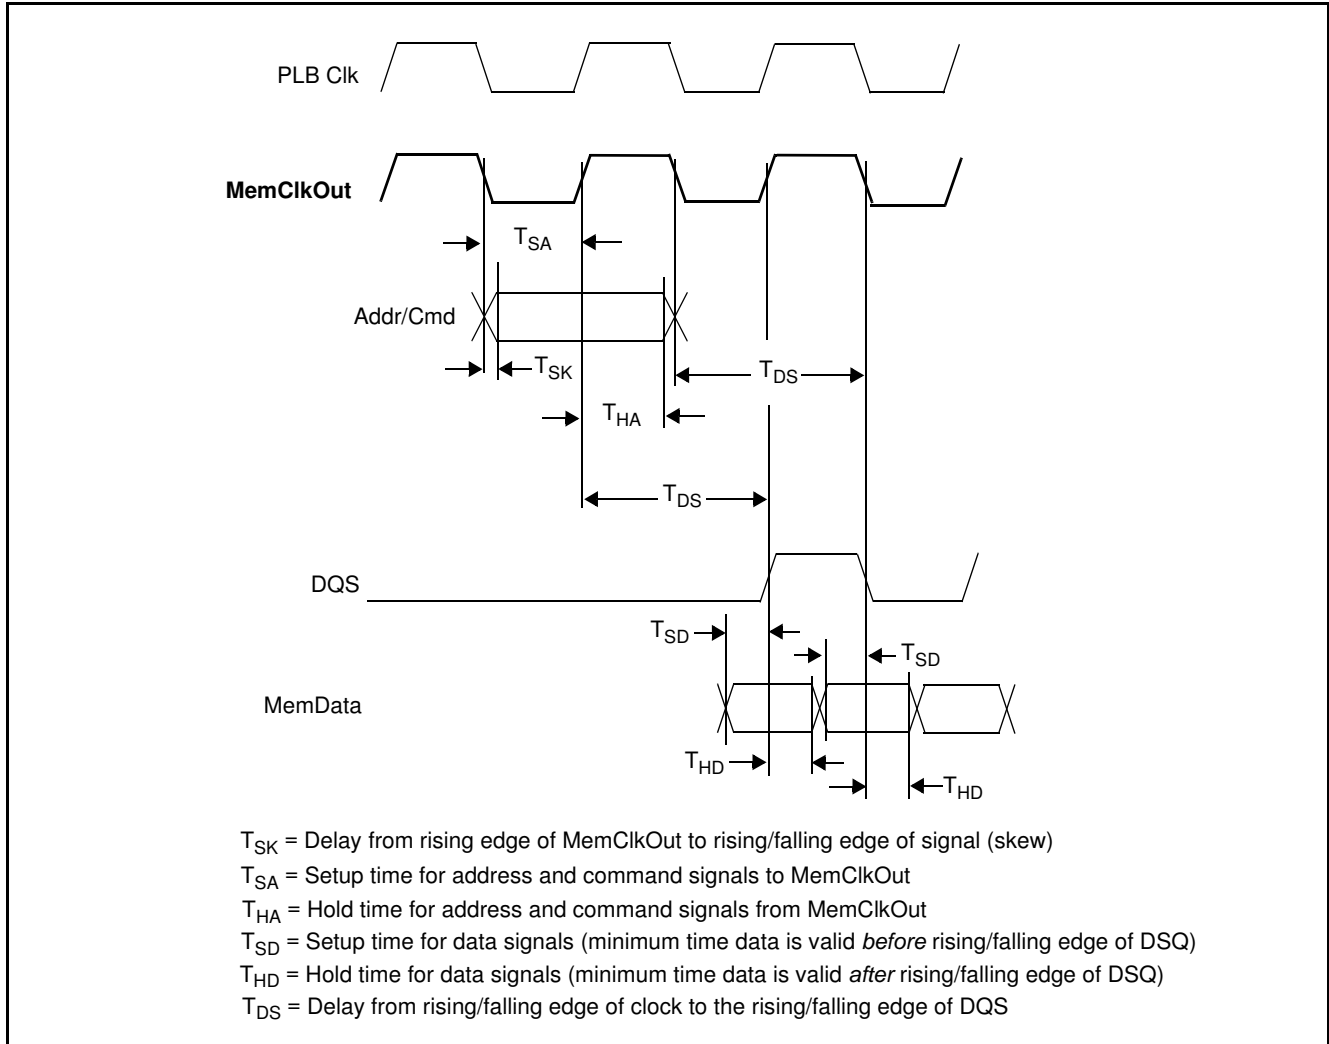 PLB Clk
MemClkOut
TSA
Addr/Cmd
TSK
TDS
THA
TDS
DQS
TSD
TSD
MemData
THD
THD
TSK = Delay from rising edge of MemClkOut to rising/falling edge of signal (skew)
TSA = Setup time for address and command signals to MemClkOut
THA = Hold time for address and command signals from MemClkOut
TSD = Setup time for data signals (minimum time data is valid before rising/falling edge of DSQ)
THD = Hold time for data signals (minimum time data is valid after rising/falling edge of DSQ)
TDS = Delay from rising/falling edge of clock to the rising/falling edge of DQS